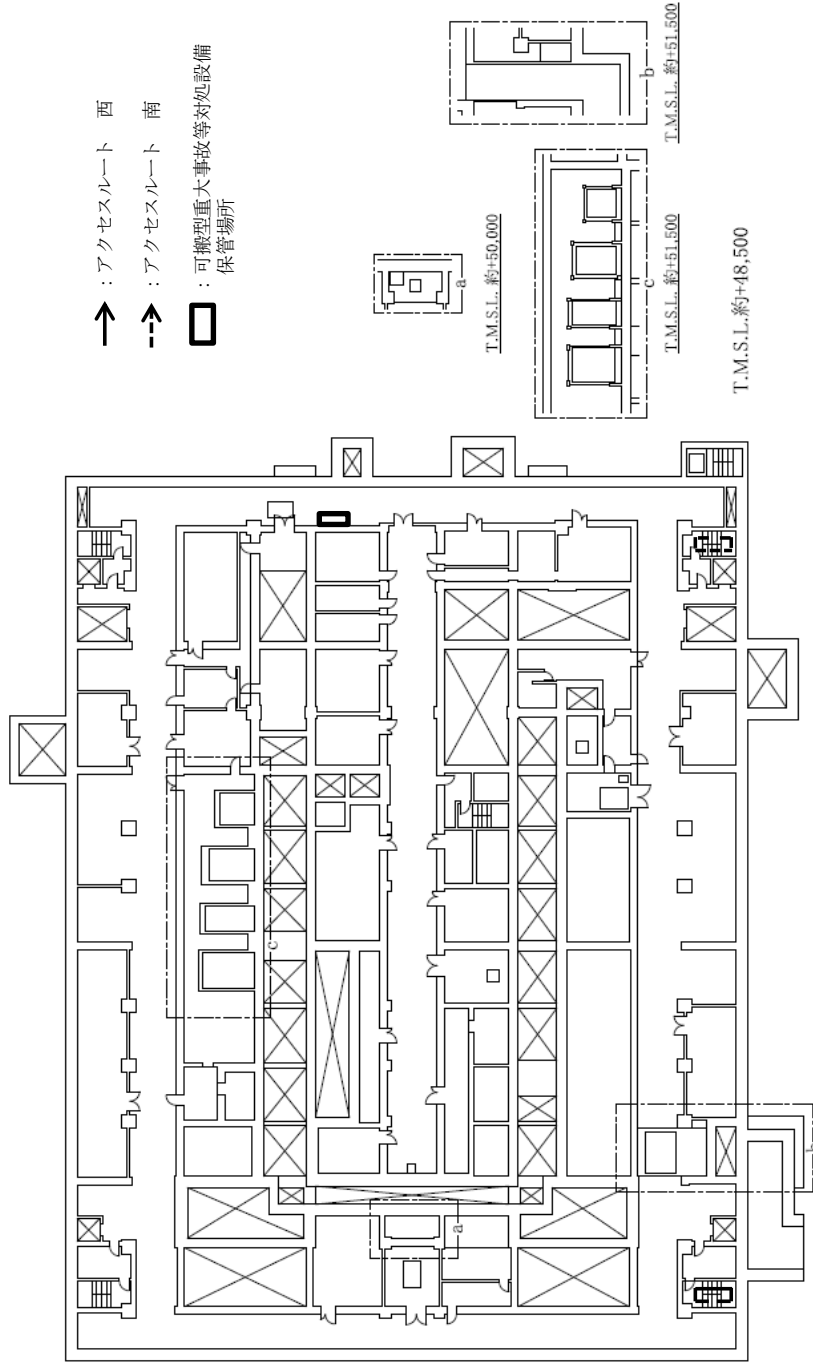 ：アクセスルート　西
：アクセスルート　南
：可搬型重大事故等対処設備
保管場所
a
T.M.S.L. 約+50,000
b
T.M.S.L. 約+51,500
c
T.M.S.L. 約+51,500
T.M.S.L.約+48,500
c
a
b